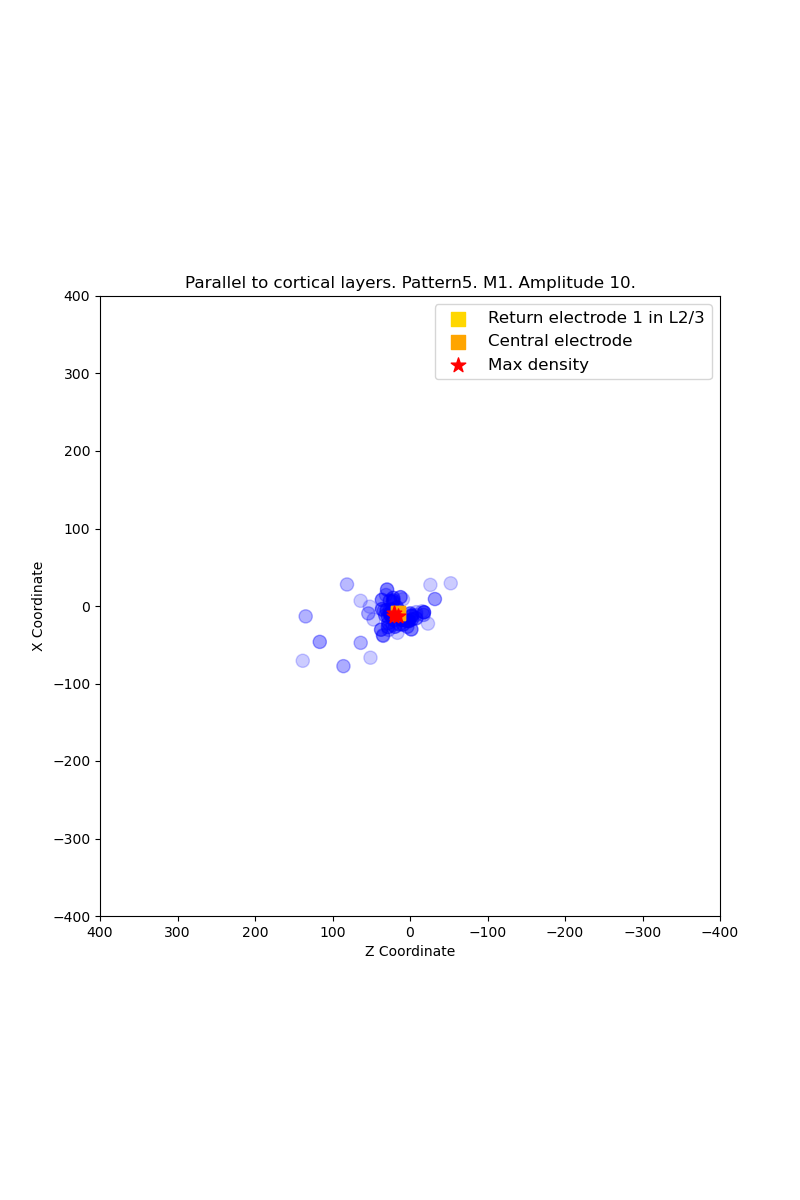 Parallel to cortical layers. Pattern5. M1. Amplitude 10.
Return electrode 1 in L2/3
Central electrode
Max density
400
300
200
100
0
−100
−200
−300
−400
X Coordinate
400 300 200 100 0 −100 −200 −300 −400
Z Coordinate